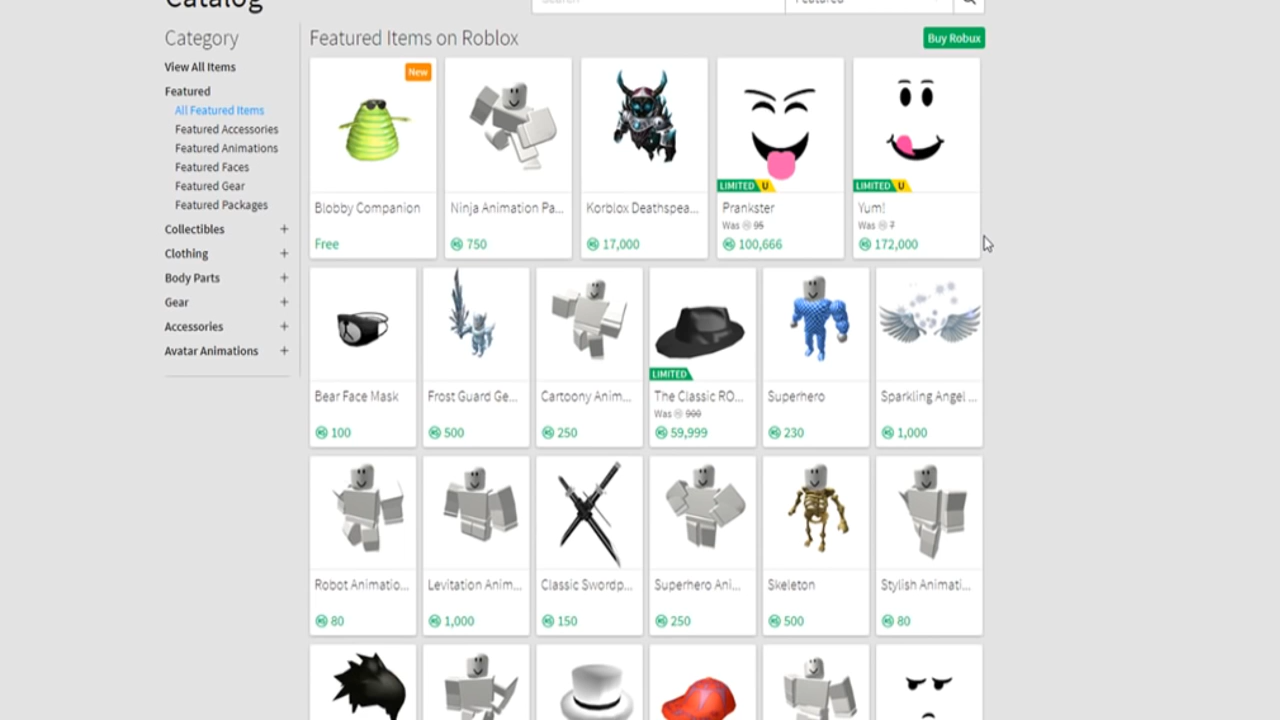 Catalog
Featured
Category
Featured Items on Roblox
Buy Robux
View All Items
Featured
All Featured Items
Featured Accessories
Featured Animations
Featured Faces
Featured Gear
Featured Packages
Collectibles +
Clothing +
Body Parts +
Gear +
Accessories +
Avatar Animations +
New
LIMITED U
LIMITED U
Blobby Companion
Ninja Animation Pa...
Korblox Deathspea...
Prankster
Yum!
Was 95
Was 7
Free
750
17,000
100,666
172,000
LIMITED
Bear Face Mask
Frost Guard Ge...
Cartoony Anim...
The Classic RO...
Superhero
Sparkling Angel ...
Was 900
100
500
250
59,999
230
1,000
Robot Animatio...
Levitation Anim...
Classic Swordp...
Superhero Ani...
Skeleton
Stylish Animati...
80
1,000
150
250
500
80